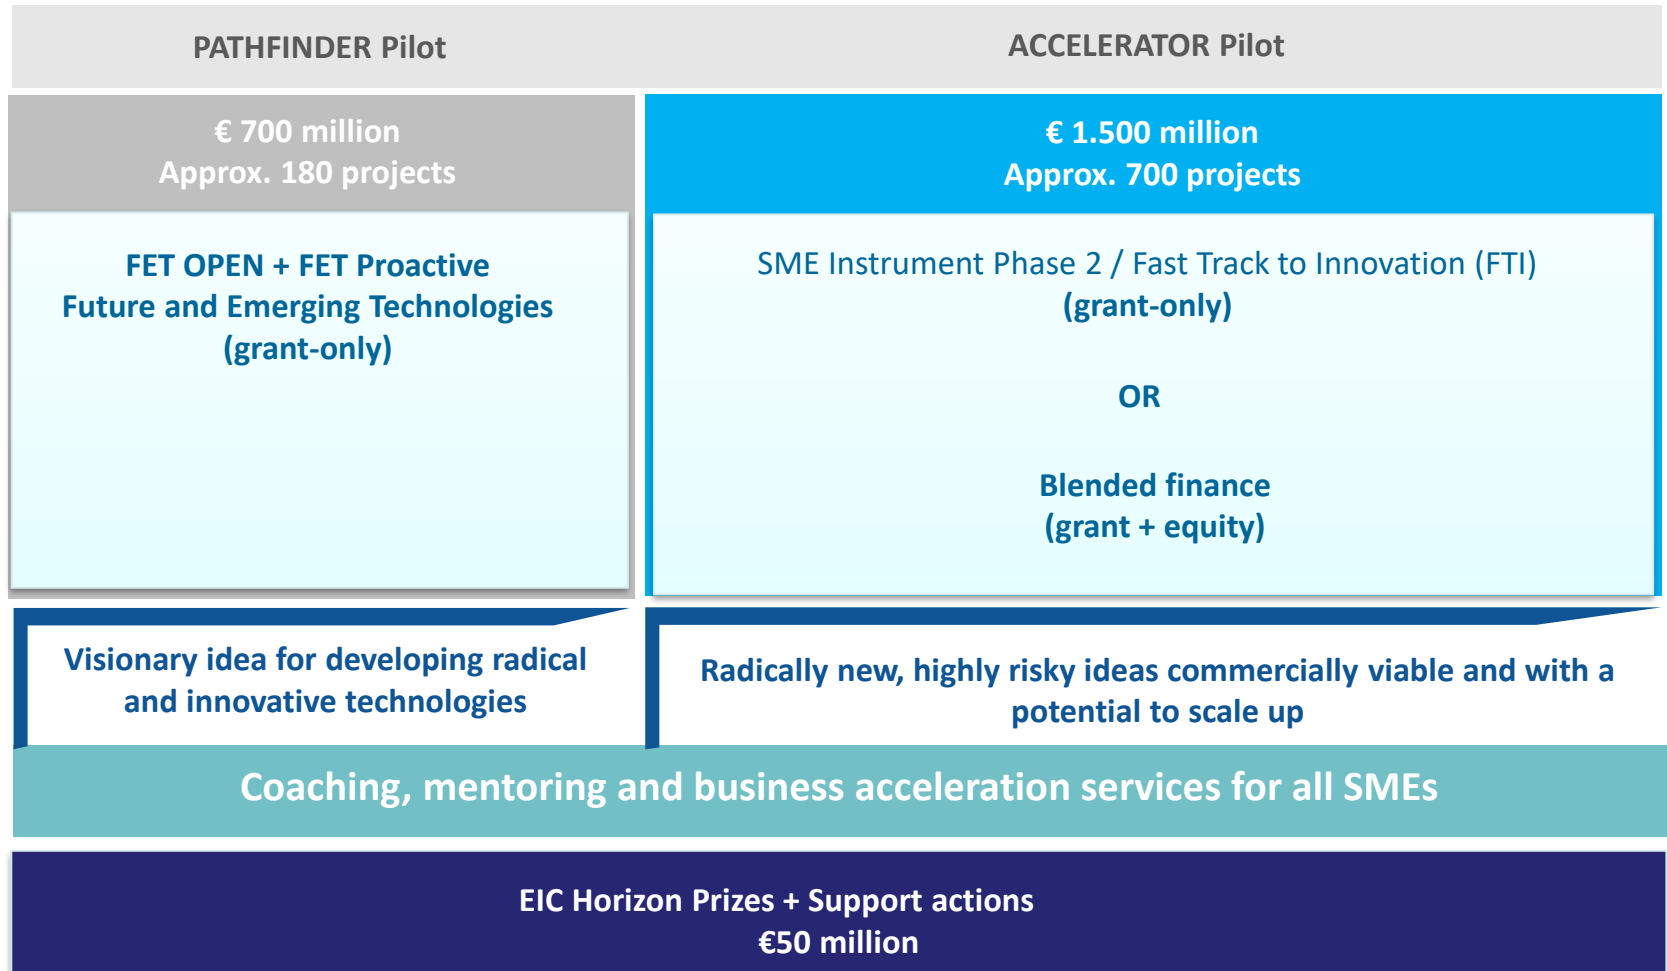 PATHFINDER Pilot
ACCELERATOR Pilot
€ 700 million
Approx. 180 projects
€ 1.500 million
Approx. 700 projects
FET OPEN + FET Proactive
Future and Emerging Technologies
(grant-only)
SME Instrument Phase 2 / Fast Track to Innovation (FTI)
(grant-only)
OR
Blended finance
(grant + equity)
Visionary idea for developing radical
and innovative technologies
Radically new, highly risky ideas commercially viable and with a
potential to scale up
Coaching, mentoring and business acceleration services for all SMEs
EIC Horizon Prizes + Support actions
€50 million